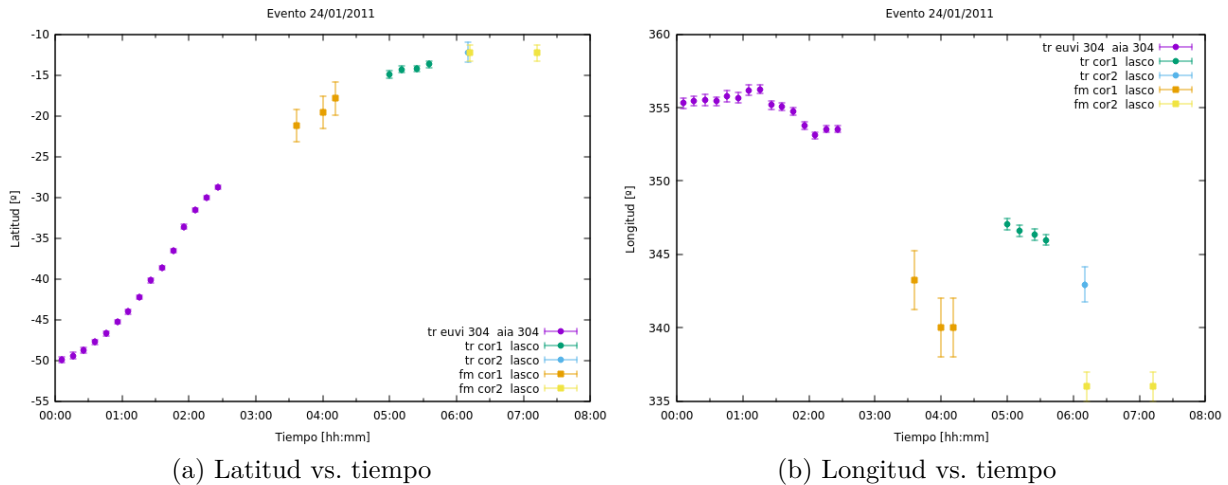 Evento 24/01/2011
-10
-15
-20
-25
-30
-35
-40
-45
-50
-55
Latitud [º]
tr euvi 304 aia 304
tr cor1 lasco
tr cor2 lasco
fm cor1 lasco
fm cor2 lasco
00:00 01:00 02:00 03:00 04:00 05:00 06:00 07:00 08:00
Tiempo [hh:mm]
(a) Latitud vs. tiempo
Evento 24/01/2011
360
355
350
345
340
335
Longitud [º]
tr euvi 304 aia 304
tr cor1 lasco
tr cor2 lasco
fm cor1 lasco
fm cor2 lasco
00:00 01:00 02:00 03:00 04:00 05:00 06:00 07:00 08:00
Tiempo [hh:mm]
(b) Longitud vs. tiempo